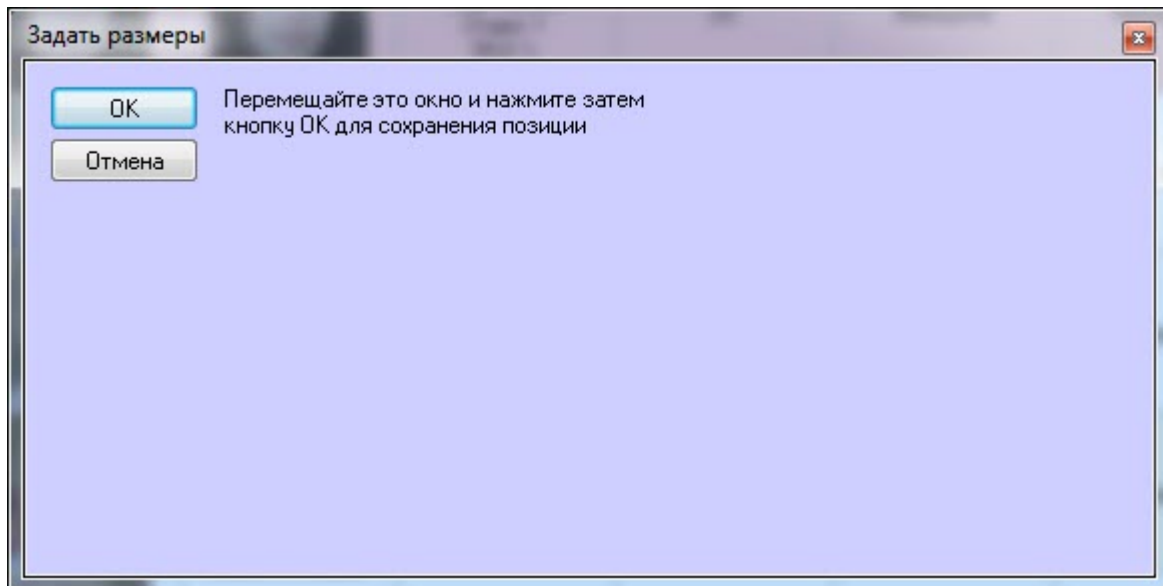 Задать размеры
OK
Перемещайте это окно и нажмите затем
кнопку OK для сохранения позиции
Отмена